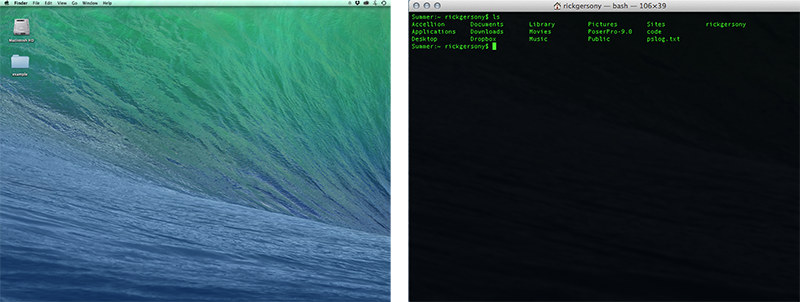 Finder File Edit View Go Window Help
Macintosh HD
example
rickgersony — bash — 106×39
Summer:~ rickgersony$ ls
Accellion Documents Library Pictures Sites rickgersony
Applications Downloads Movies PoserPro-9.0 code
Desktop Dropbox Music Public pslog.txt
Summer:~ rickgersony$